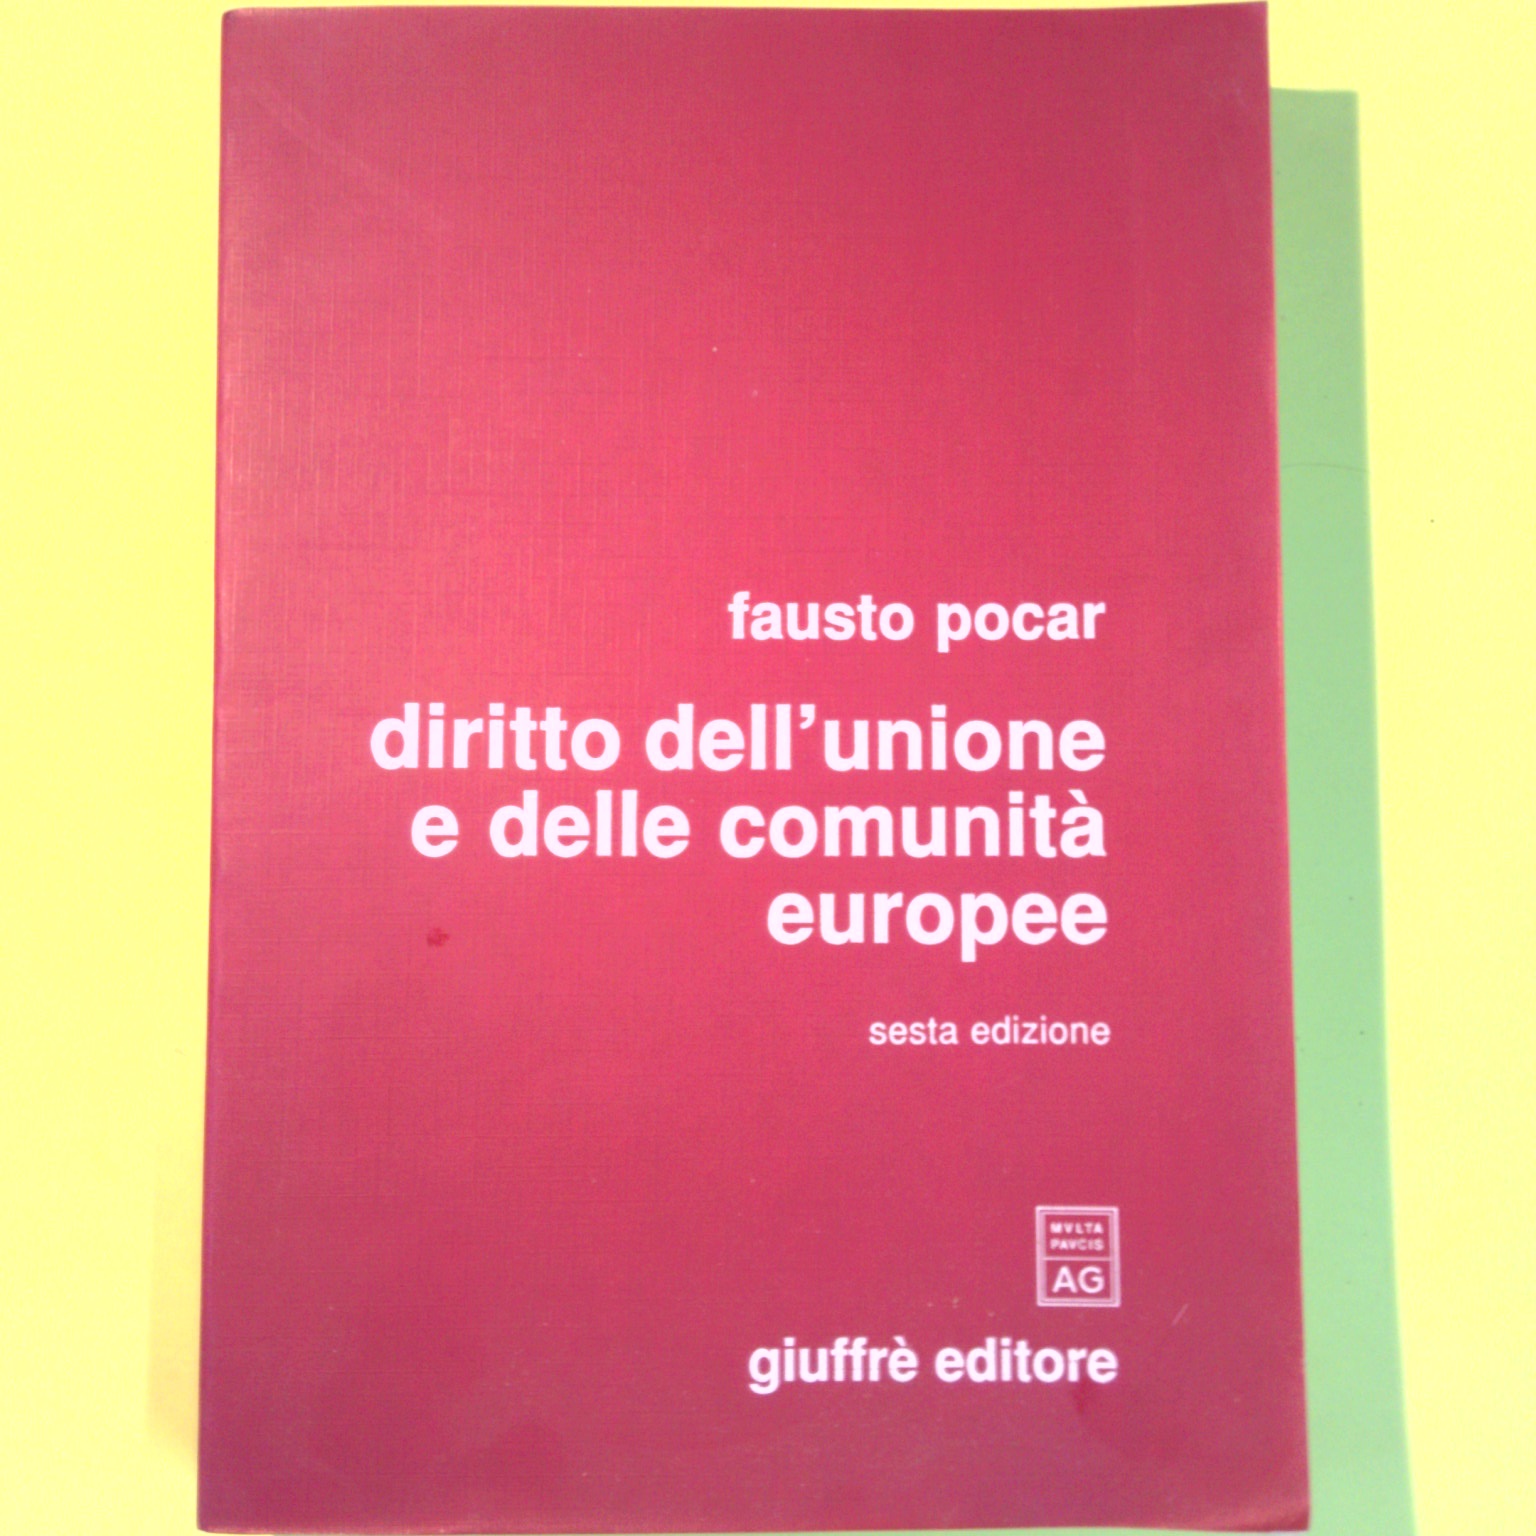 fausto pocar
diritto dell'unione
e delle comunità
europee
sesta edizione
MVLTA
PAVCIS
AG
giuffrè editore